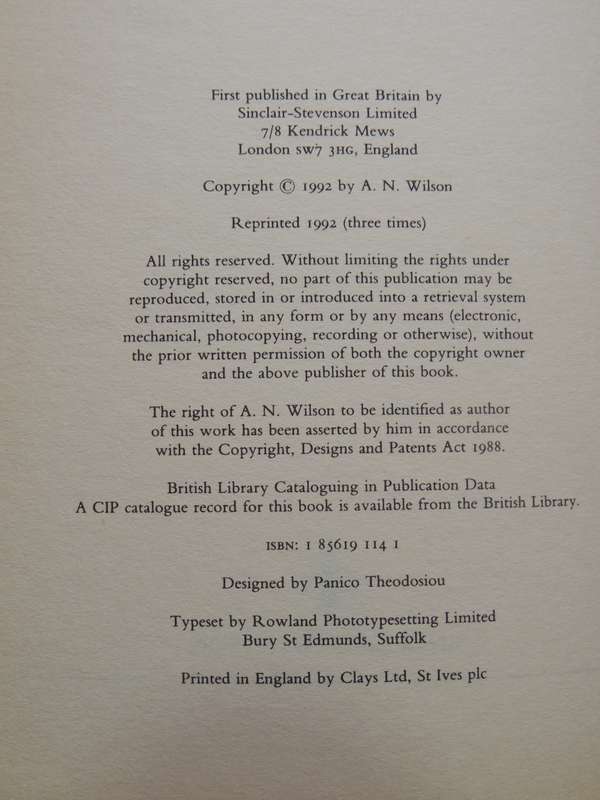 First published in Great Britain by
Sinclair-Stevenson Limited
7/8 Kendrick Mews
London SW7 3HG, England
Copyright © 1992 by A. N. Wilson
Reprinted 1992 (three times)
All rights reserved. Without limiting the rights under
copyright reserved, no part of this publication may be
reproduced, stored in or introduced into a retrieval system
or transmitted, in any form or by any means (electronic,
mechanical, photocopying, recording or otherwise), without
the prior written permission of both the copyright owner
and the above publisher of this book.
The right of A. N. Wilson to be identified as author
of this work has been asserted by him in accordance
with the Copyright, Designs and Patents Act 1988.
British Library Cataloguing in Publication Data
A CIP catalogue record for this book is available from the British Library.
ISBN: 1 85619 114 1
Designed by Panico Theodosiou
Typeset by Rowland Phototypesetting Limited
Bury St Edmunds, Suffolk
Printed in England by Clays Ltd, St Ives plc